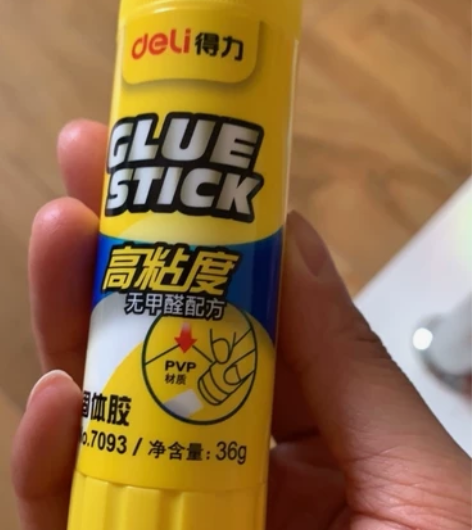 deli得力
GLUE
STICK
高粘度
无甲醛配方
PVP
材质
固体胶
No.7093 / 净含量: 36g